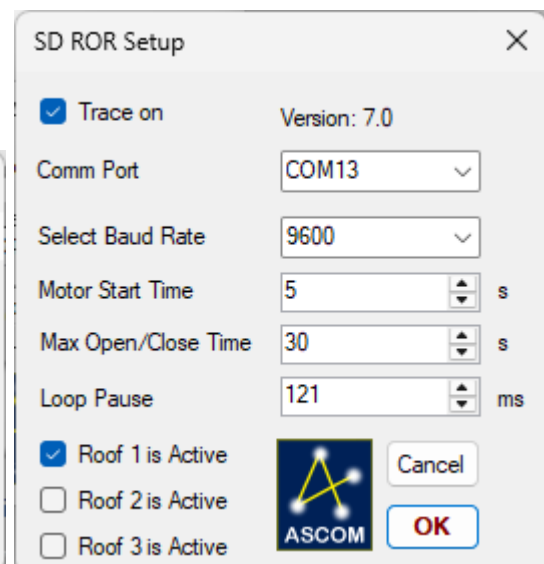 SD ROR Setup
Trace on
Version: 7.0
Comm Port
COM13
Select Baud Rate
9600
Motor Start Time
5
s
Max Open/Close Time
30
s
Loop Pause
121
ms
Roof 1 is Active
Roof 2 is Active
Roof 3 is Active
ASCOM
Cancel
OK